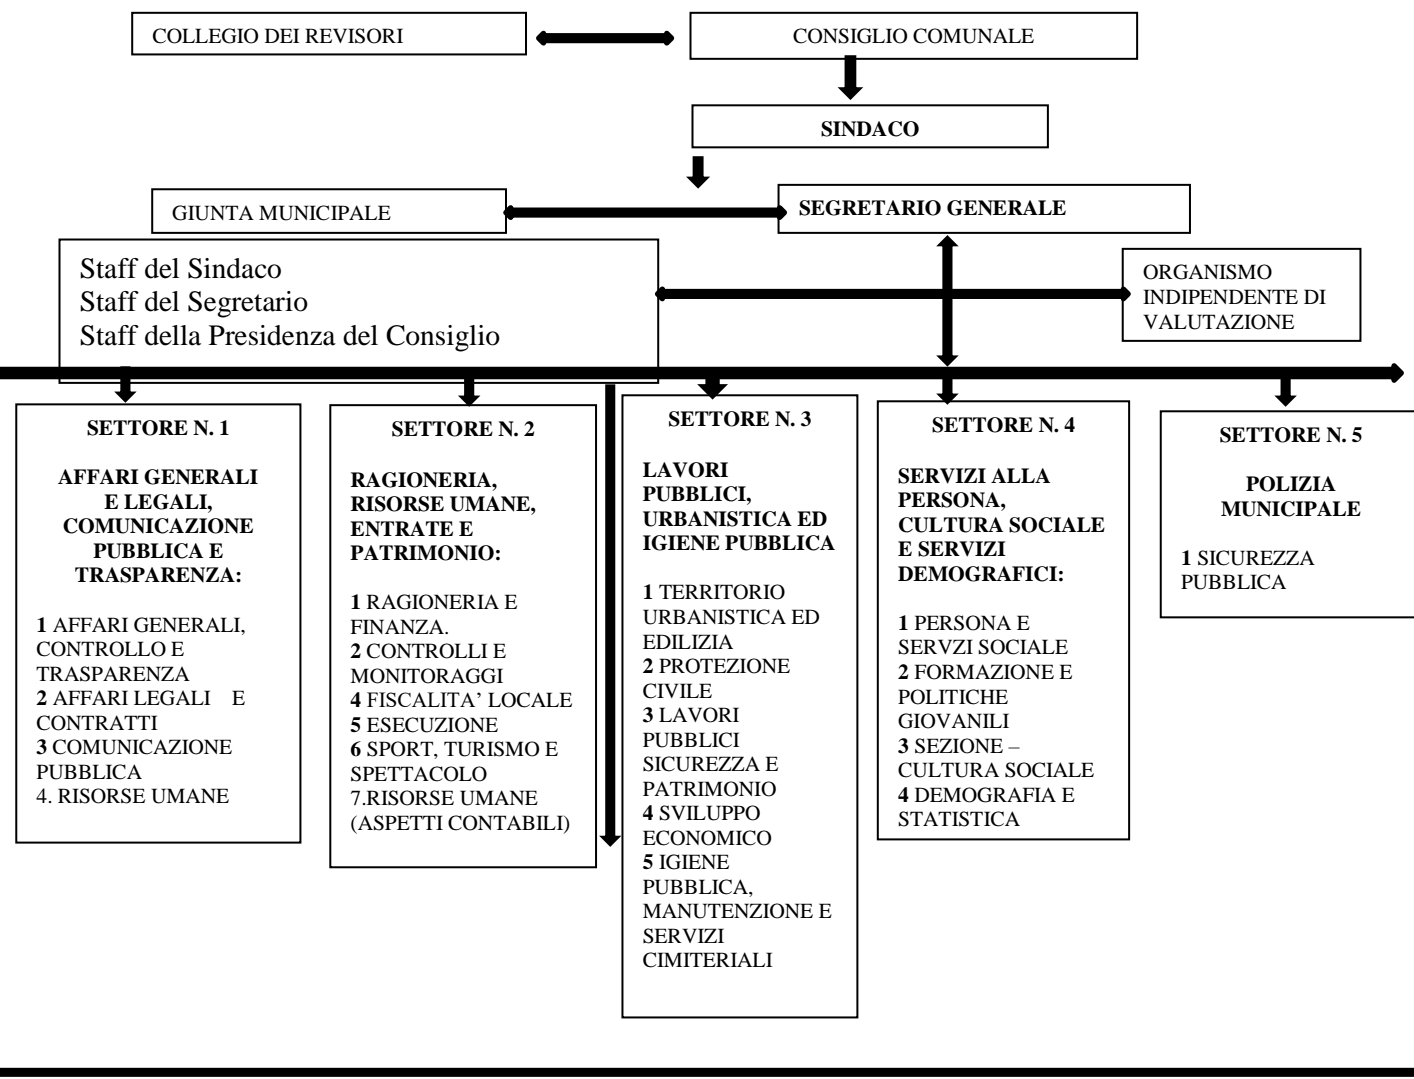 COLLEGIO DEI REVISORI
CONSIGLIO COMUNALE
SINDACO
GIUNTA MUNICIPALE
SEGRETARIO GENERALE
Staff del Sindaco
Staff del Segretario
Staff della Presidenza del Consiglio
ORGANISMO
INDIPENDENTE DI
VALUTAZIONE
SETTORE N. 1
AFFARI GENERALI
E LEGALI,
COMUNICAZIONE
PUBBLICA E
TRASPARENZA:
1 AFFARI GENERALI,
CONTROLLO E
TRASPARENZA
2 AFFARI LEGALI E
CONTRATTI
3 COMUNICAZIONE
PUBBLICA
4. RISORSE UMANE
SETTORE N. 2
RAGIONERIA,
RISORSE UMANE,
ENTRATE E
PATRIMONIO:
1 RAGIONERIA E
FINANZA.
2 CONTROLLI E
MONITORAGGI
4 FISCALITA’ LOCALE
5 ESECUZIONE
6 SPORT, TURISMO E
SPETTACOLO
7.RISORSE UMANE
(ASPETTI CONTABILI)
SETTORE N. 3
LAVORI
PUBBLICI,
URBANISTICA ED
IGIENE PUBBLICA
1 TERRITORIO
URBANISTICA ED
EDILIZIA
2 PROTEZIONE
CIVILE
3 LAVORI
PUBBLICI
SICUREZZA E
PATRIMONIO
4 SVILUPPO
ECONOMICO
5 IGIENE
PUBBLICA,
MANUTENZIONE E
SERVIZI
CIMITERIALI
SETTORE N. 4
SERVIZI ALLA
PERSONA,
CULTURA SOCIALE
E SERVIZI
DEMOGRAFICI:
1 PERSONA E
SERVZI SOCIALE
2 FORMAZIONE E
POLITICHE
GIOVANILI
3 SEZIONE –
CULTURA SOCIALE
4 DEMOGRAFIA E
STATISTICA
SETTORE N. 5
POLIZIA
MUNICIPALE
1 SICUREZZA
PUBBLICA